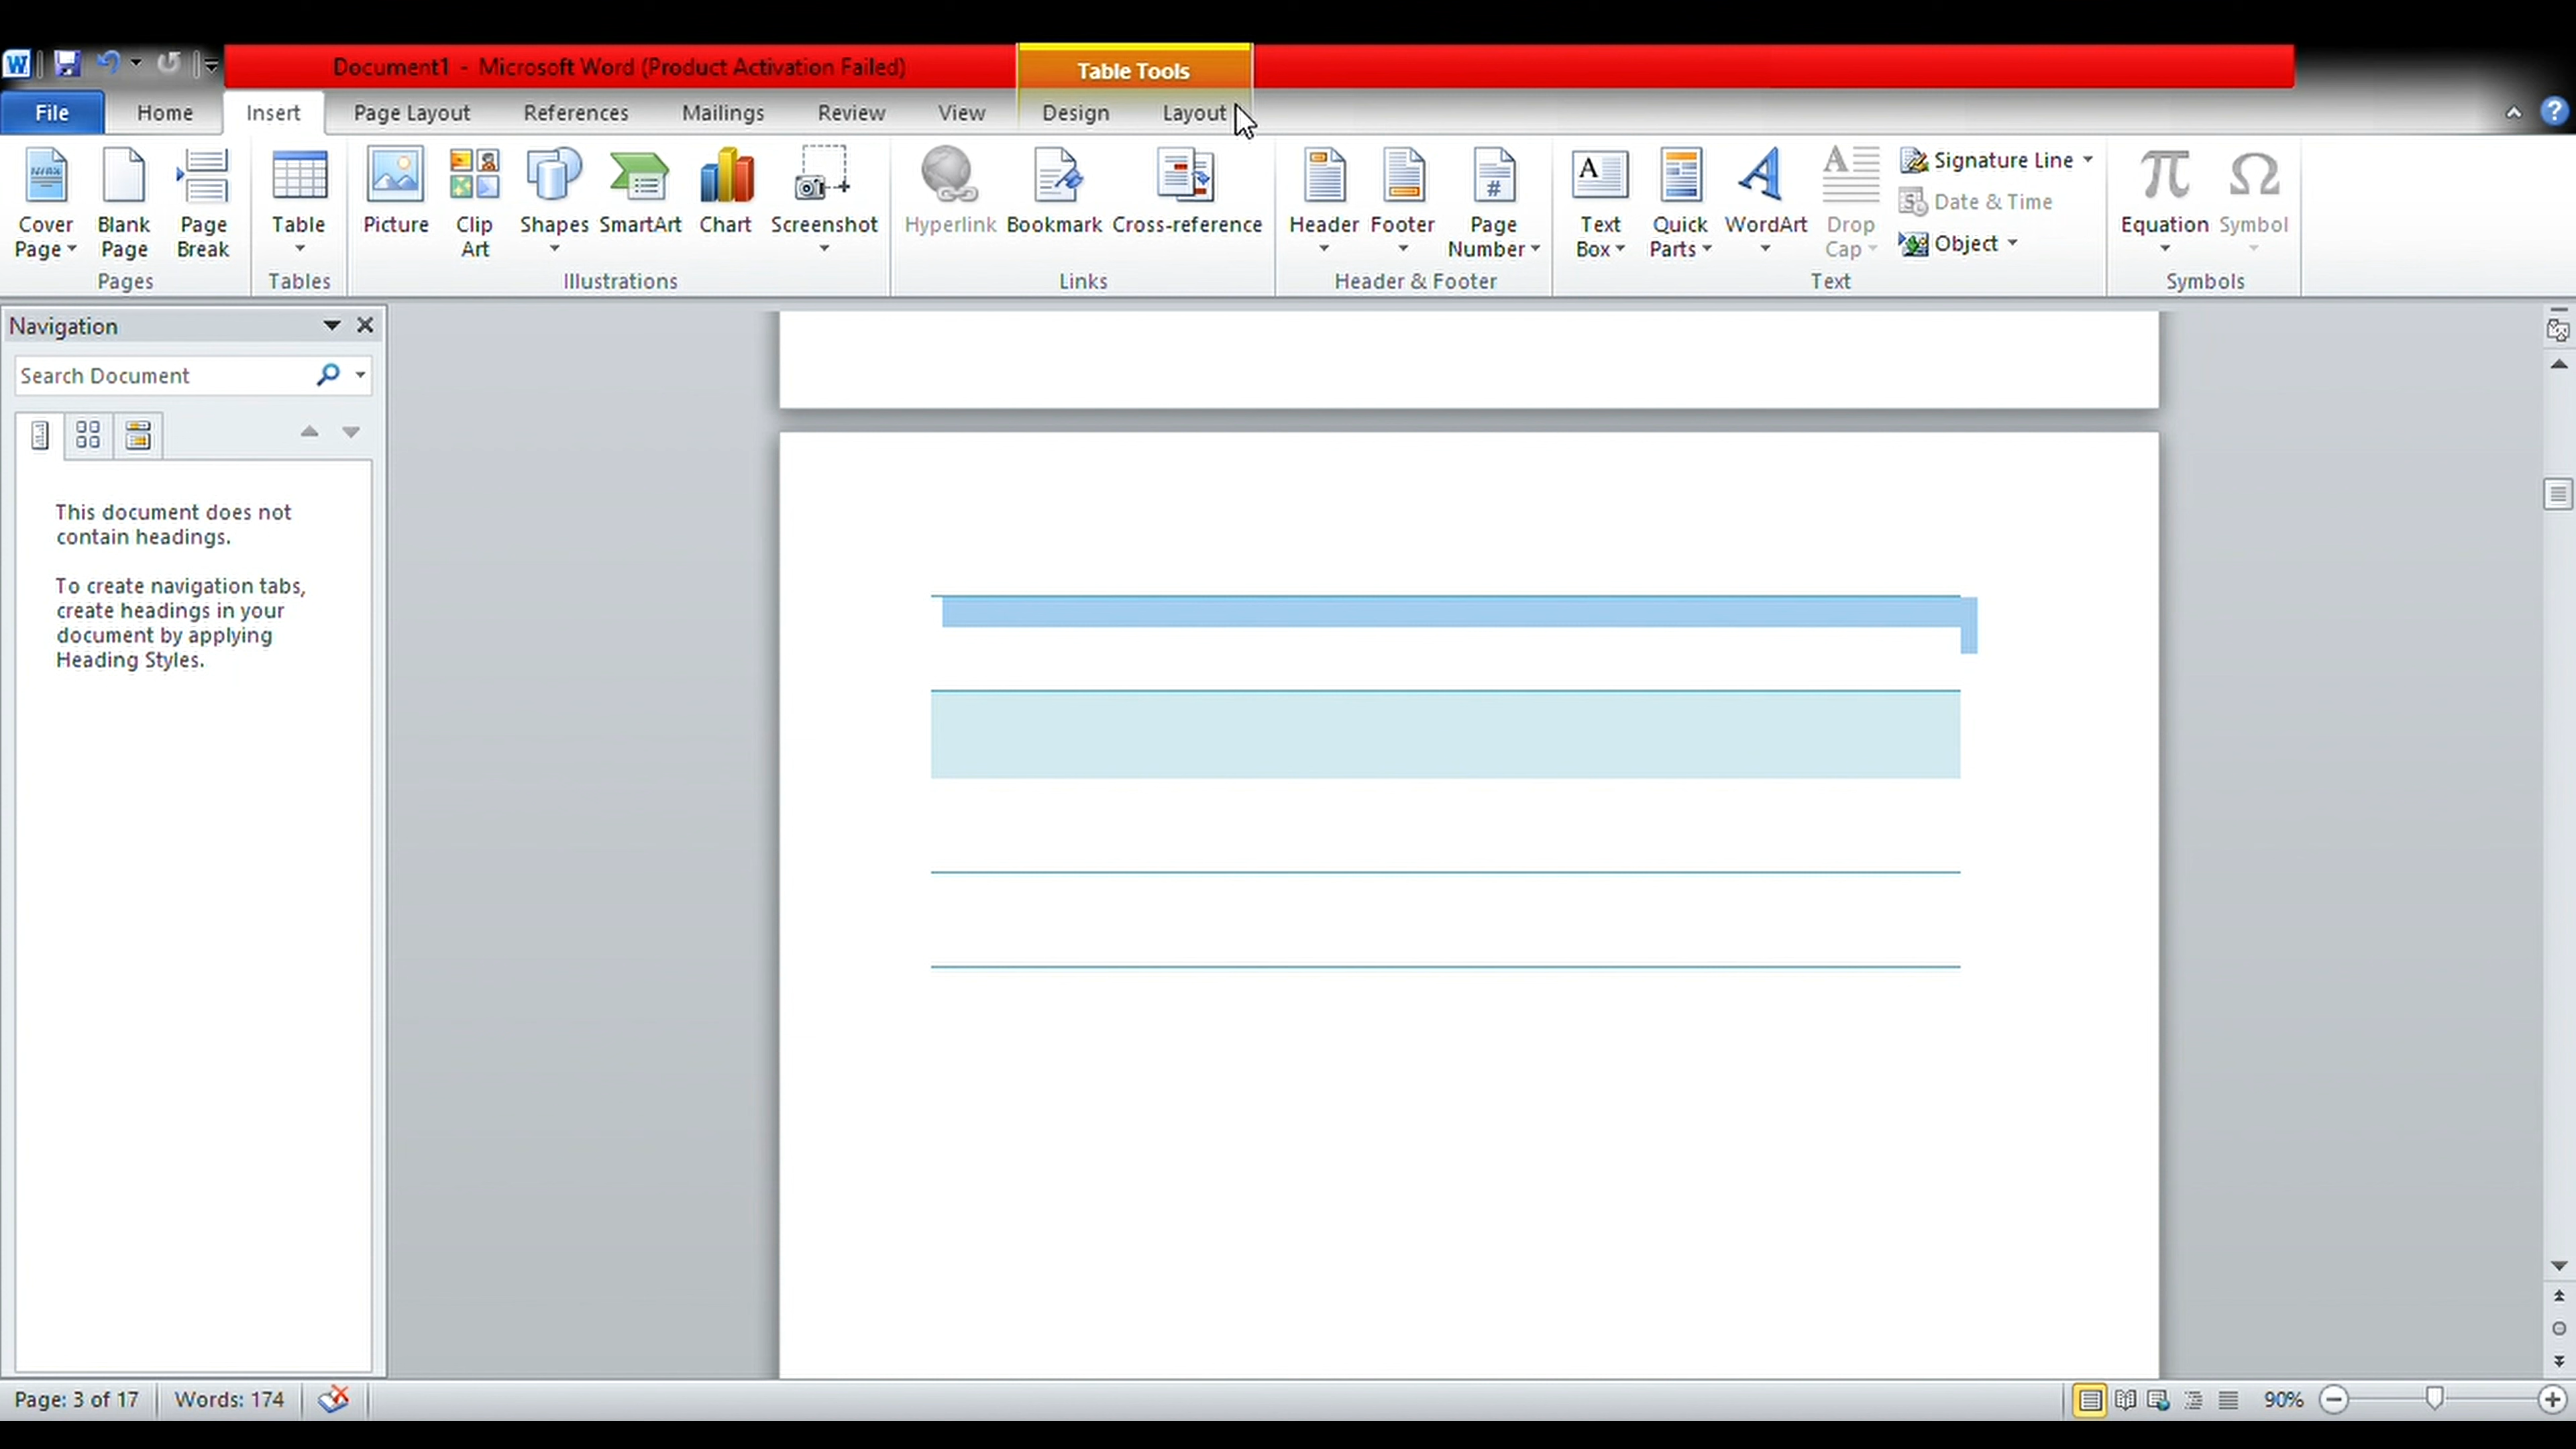 Document1 - Microsoft Word (Product Activation Failed)
Table Tools
File Home Insert Page Layout References Mailings Review View Design Layout
Cover Page
Blank Page
Page Break
Pages
Table
Tables
Picture
Clip Art
Shapes
SmartArt
Chart
Screenshot
Illustrations
Hyperlink
Bookmark
Cross-reference
Links
Header
Footer
Page Number
Header & Footer
Text Box
Quick Parts
WordArt
Drop Cap
Signature Line
Date & Time
Object
Text
Equation
Symbol
Symbols
Navigation
Search Document
This document does not
contain headings.
To create navigation tabs,
create headings in your
document by applying
Heading Styles.
Page: 3 of 17 Words: 174 90%